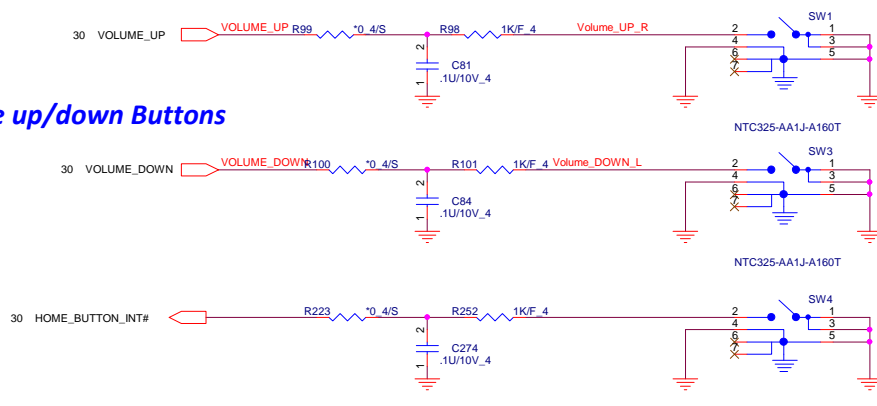 SW1
30 VOLUME_UP VOLUME_UP R99 *0_4/S R98 1K/F_4 Volume_UP_R 2 1
4 3
6 5
7
2 C81
1 .1U/10V_4
e up/down Buttons
NTC325-AA1J-A160T
SW3
30 VOLUME_DOWN VOLUME_DOWN R100 *0_4/S R101 1K/F_4 Volume_DOWN_L 2 1
4 3
6 5
7
2 C84
1 .1U/10V_4
NTC325-AA1J-A160T
SW4
30 HOME_BUTTON_INT# R223 *0_4/S R252 1K/F_4 2 1
4 3
6 5
7
2 C274
1 .1U/10V_4